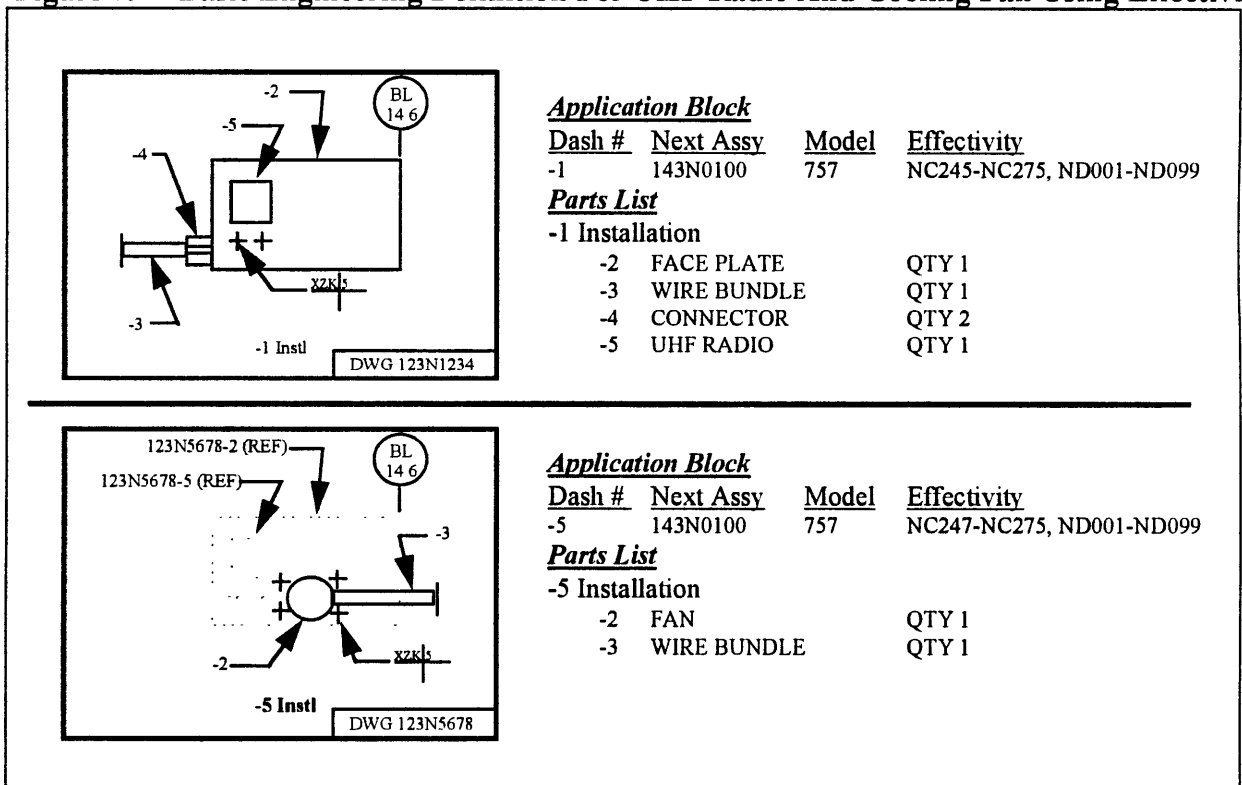 BL
14 6
-2
-5
-4
-3
XZK 5
-1 Instl
DWG 123N1234
Application Block
Dash # Next Assy Model Effectivity
-1 143N0100 757 NC245-NC275, ND001-ND099
Parts List
-1 Installation
-2 FACE PLATE QTY 1
-3 WIRE BUNDLE QTY 1
-4 CONNECTOR QTY 2
-5 UHF RADIO QTY 1
123N5678-2 (REF)
BL
14 6
123N5678-5 (REF)
-3
-2
XZK 5
-5 Instl
DWG 123N5678
Application Block
Dash # Next Assy Model Effectivity
-5 143N0100 757 NC247-NC275, ND001-ND099
Parts List
-5 Installation
-2 FAN QTY 1
-3 WIRE BUNDLE QTY 1